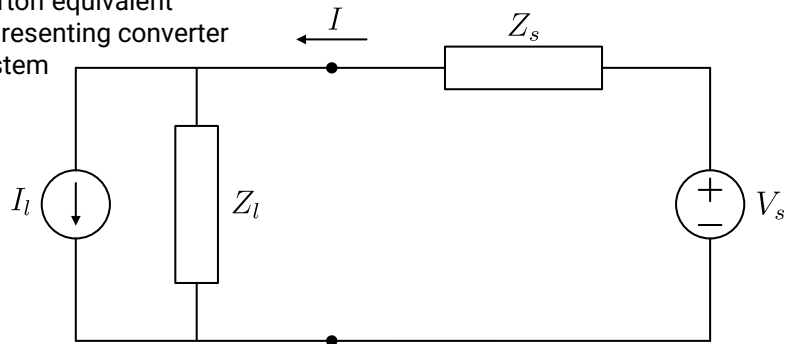 rton equivalent
resenting converter
stem
I
Z_s
I_l
Z_l
+
−
V_s